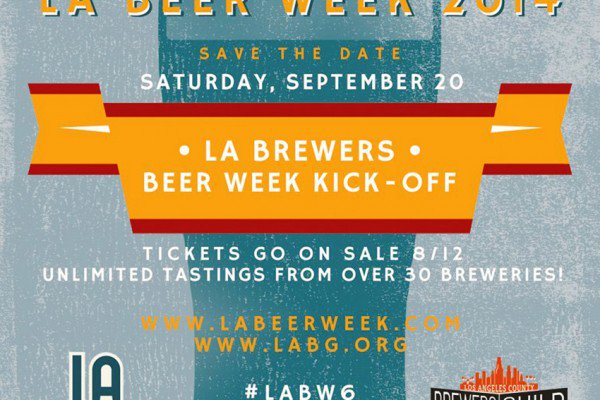 LA BEER WEEK 2014
SAVE THE DATE
SATURDAY, SEPTEMBER 20
• LA BREWERS •
BEER WEEK KICK-OFF
TICKETS GO ON SALE 8/12
UNLIMITED TASTINGS FROM OVER 30 BREWERIES!
WWW.LABEERWEEK.COM
WWW.LABG.ORG
LA
#LABW6
LOS ANGELES COUNTY
BREWERS GUILD